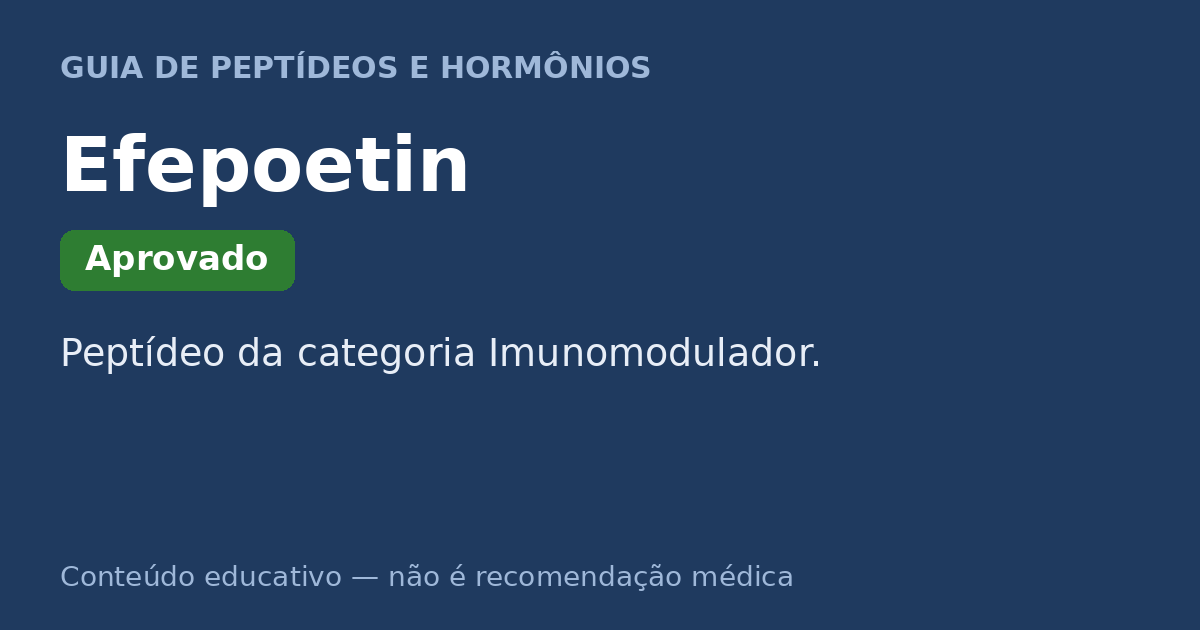 GUIA DE PEPTÍDEOS E HORMÔNIOS
Efepoetin
Aprovado
Peptídeo da categoria Imunomodulador.
Conteúdo educativo — não é recomendação médica